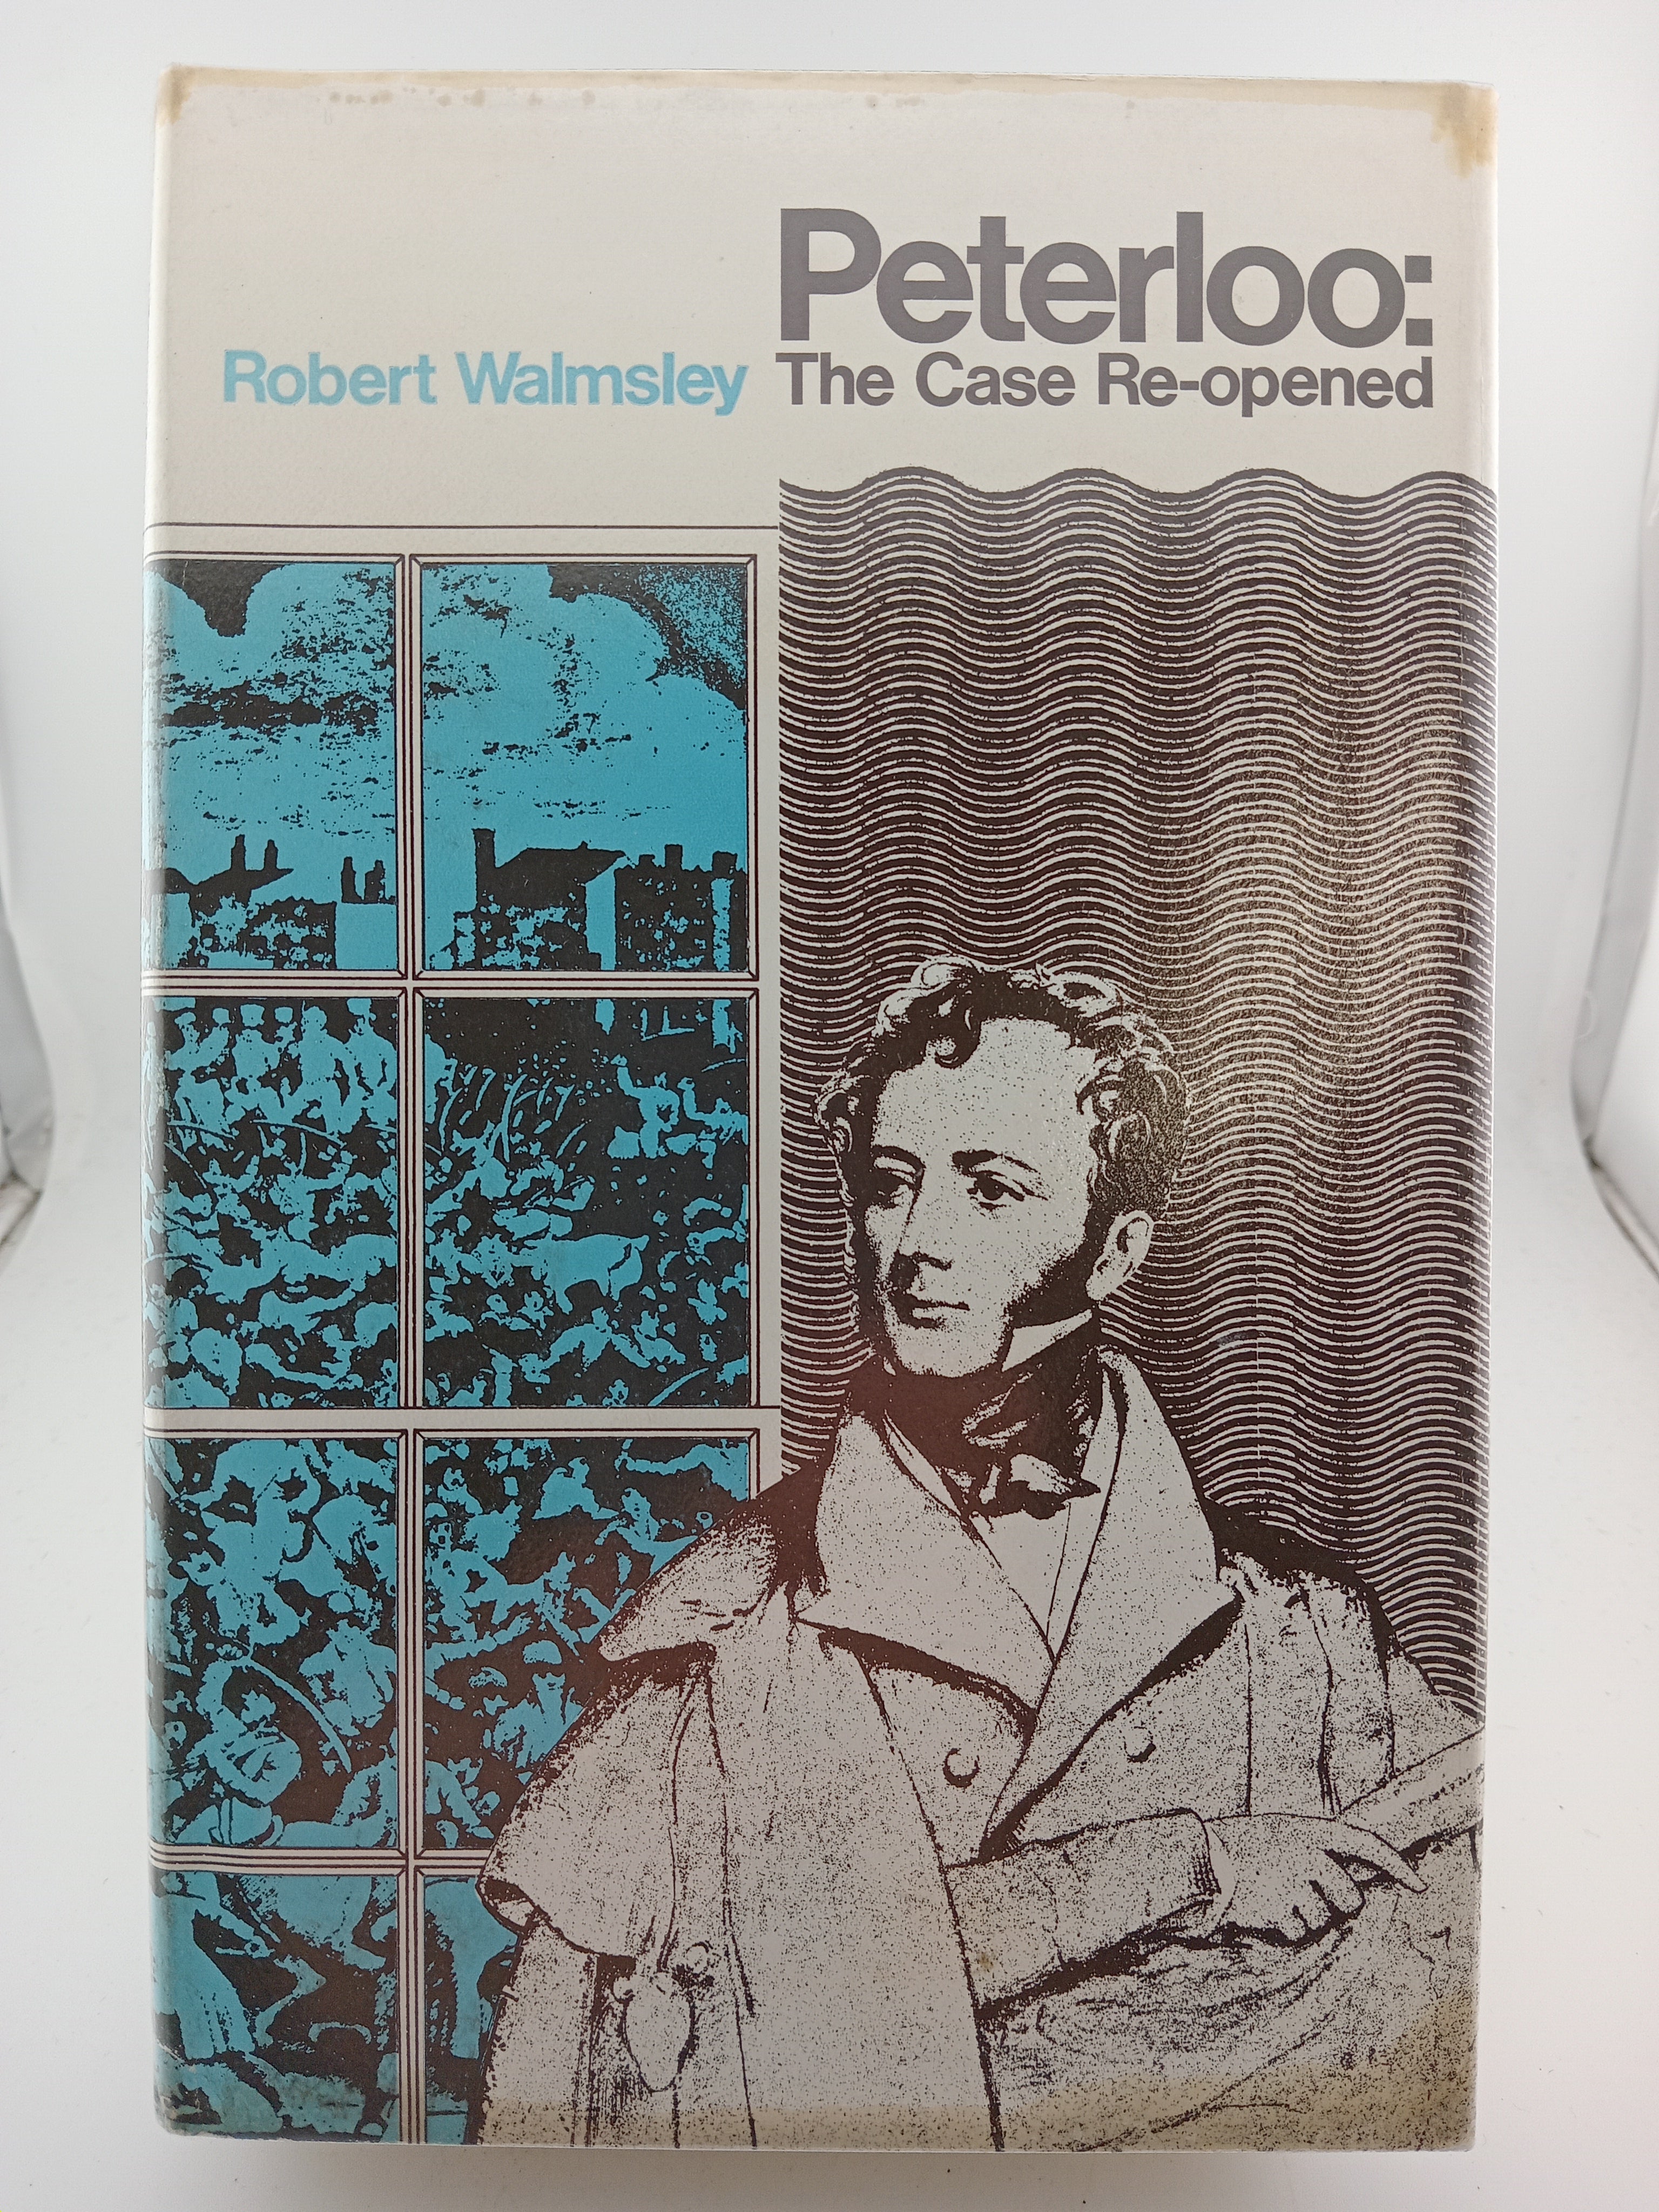 Peterloo:
Robert Walmsley The Case Re-opened